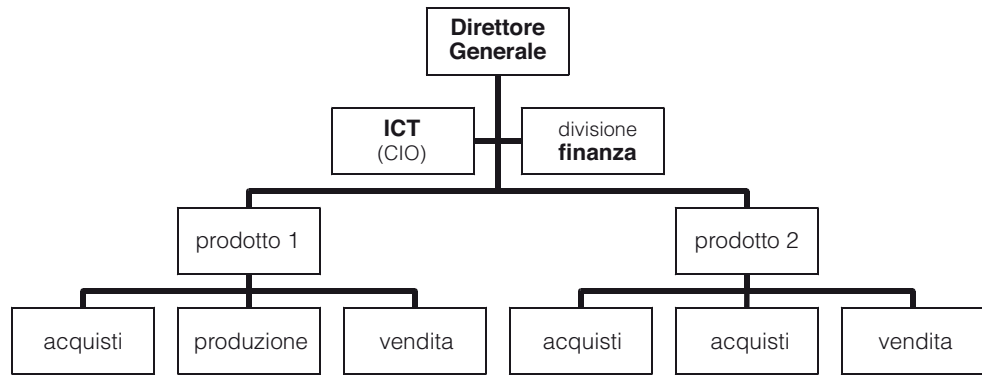 Direttore
Generale
ICT
(CIO)
divisione
finanza
prodotto 1
prodotto 2
acquisti
produzione
vendita
acquisti
acquisti
vendita